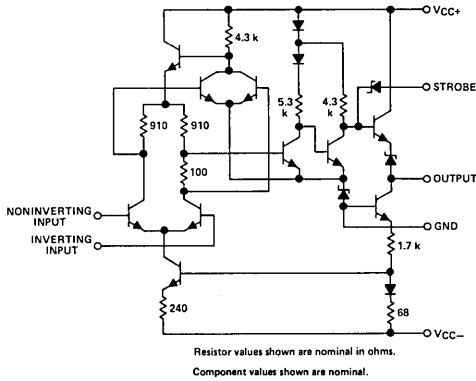 VCC+
4.3 k
STROBE
5.3
k
4.3
k
910
910
100
OUTPUT
NONINVERTING
INPUT
GND
INVERTING
INPUT
1.7 k
240
68
VCC−
Resistor values shown are nominal in ohms.
Component values shown are nominal.